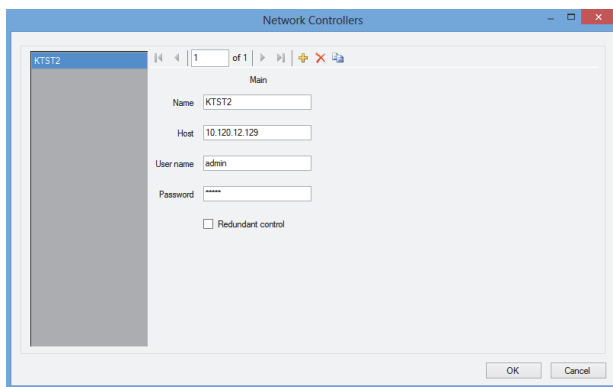 Network Controllers
KTST2
1 of 1
Main
Name KTST2
Host 10.120.12.129
User name admin
Password *****
Redundant control
OK Cancel